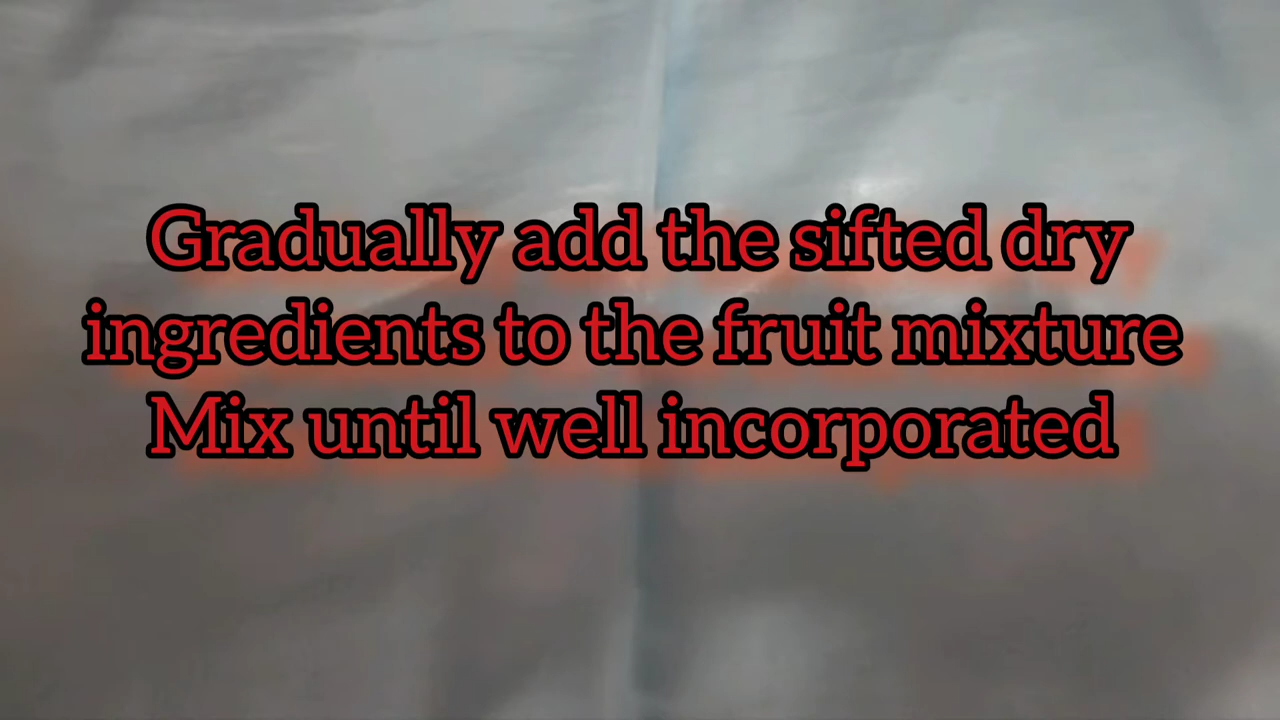 Gradually add the sifted dry
ingredients to the fruit mixture
Mix until well incorporated